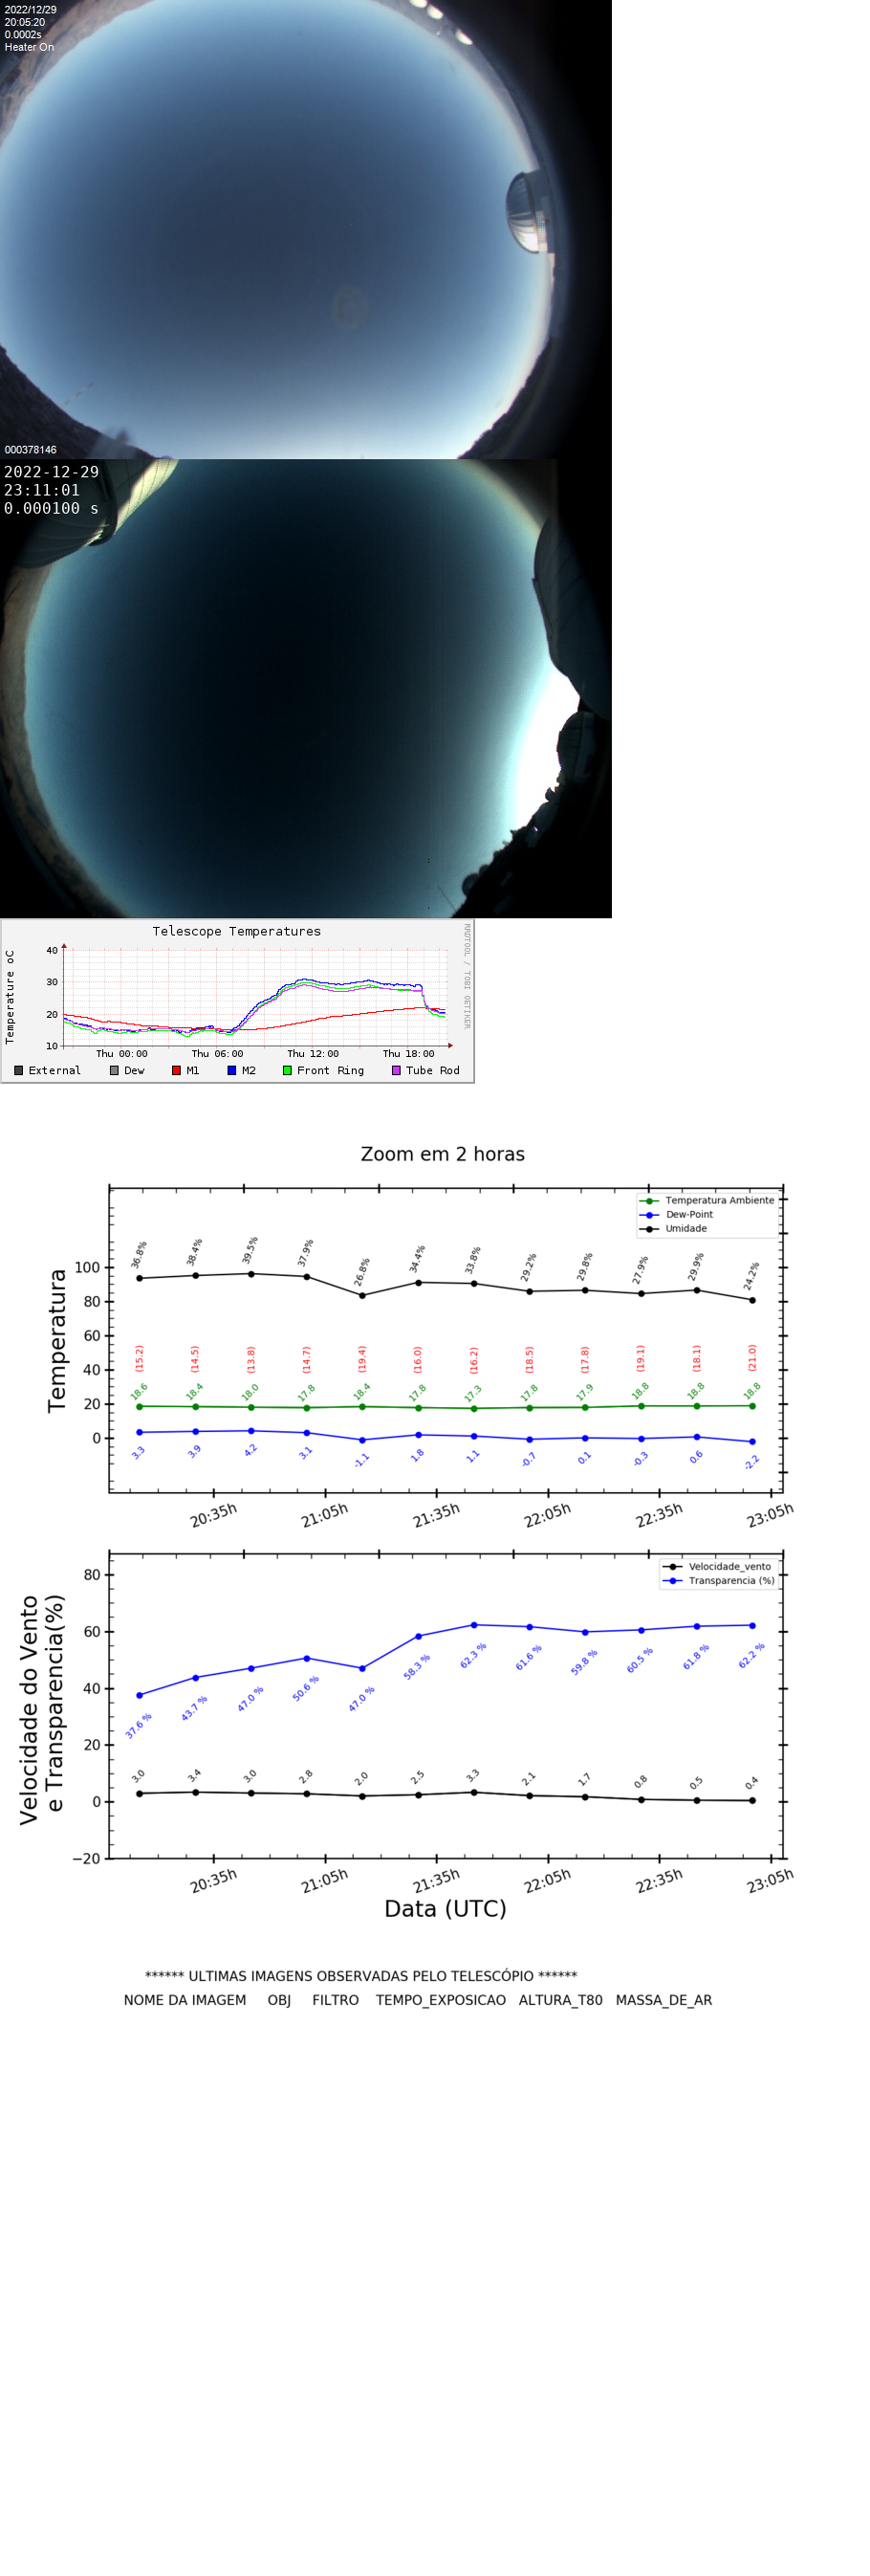 2022/12/29
20:05:20
0.0002s
Heater On
000378146
2022-12-29
23:11:01
0.000100 s
Telescope Temperatures
RRDTOOL / TOBI OETIKER
Temperature oC
40
30
20
10
Thu 00:00 Thu 06:00 Thu 12:00 Thu 18:00
External Dew M1 M2 Front Ring Tube Rod
Zoom em 2 horas
Temperatura Ambiente
Dew-Point
Umidade
Temperatura
100
80
60
40
20
0
36.8% 38.4% 39.5% 37.9% 26.8% 34.4% 33.8% 29.2% 29.8% 27.9% 29.9% 24.2%
(15.2) (14.5) (13.8) (14.7) (19.4) (16.0) (16.2) (18.5) (17.8) (19.1) (18.1) (21.0)
18.6 18.4 18.0 17.8 18.4 17.8 17.3 17.8 17.9 18.8 18.8 18.8
3.3 3.9 4.2 3.1 -1.1 1.8 1.1 -0.7 0.1 -0.3 0.6 -2.2
20:35h 21:05h 21:35h 22:05h 22:35h 23:05h
Velocidade_vento
Transparencia (%)
Velocidade do Vento
e Transparencia(%)
80
60
40
20
0
−20
37.6 % 43.7 % 47.0 % 50.6 % 47.0 % 58.3 % 62.3 % 61.6 % 59.8 % 60.5 % 61.8 % 62.2 %
3.0 3.4 3.0 2.8 2.0 2.5 3.3 2.1 1.7 0.8 0.5 0.4
20:35h 21:05h 21:35h 22:05h 22:35h 23:05h
Data (UTC)
****** ULTIMAS IMAGENS OBSERVADAS PELO TELESCÓPIO ******
NOME DA IMAGEM OBJ FILTRO TEMPO_EXPOSICAO ALTURA_T80 MASSA_DE_AR